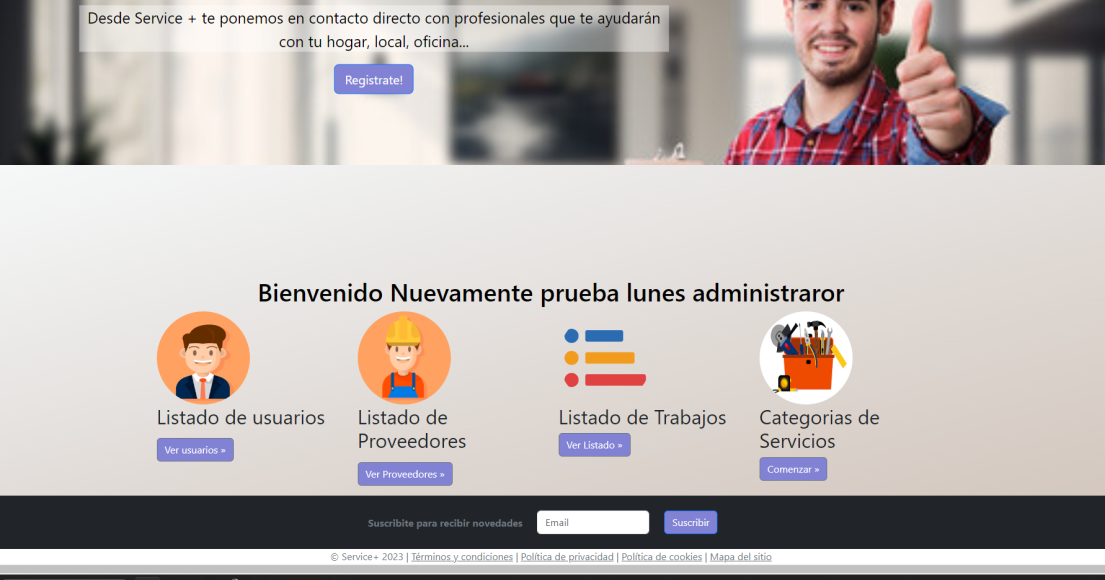 Desde Service + te ponemos en contacto directo con profesionales que te ayudarán
con tu hogar, local, oficina...
Registrate!
Bienvenido Nuevamente prueba lunes administraror
Listado de usuarios
Ver usuarios »
Listado de
Proveedores
Ver Proveedores »
Listado de Trabajos
Ver Listado »
Categorias de
Servicios
Comenzar »
Suscribite para recibir novedades
Email
Suscribir
© Service+ 2023 | Términos y condiciones | Política de privacidad | Política de cookies | Mapa del sitio